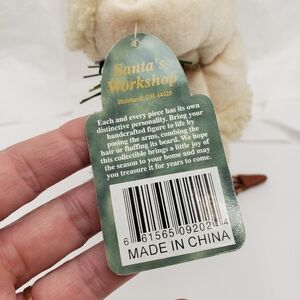 Santa's
Workshop
Hubbard, OH 44425
Each and every piece has its own
distinctive personality. Bring your
handcrafted figure to life by
posing the arms, combing the
hair or fluffing its beard. We hope
this collectible brings a little joy of
the season to your home and may
you treasure it for years to come.
6 61565 09202 4
MADE IN CHINA